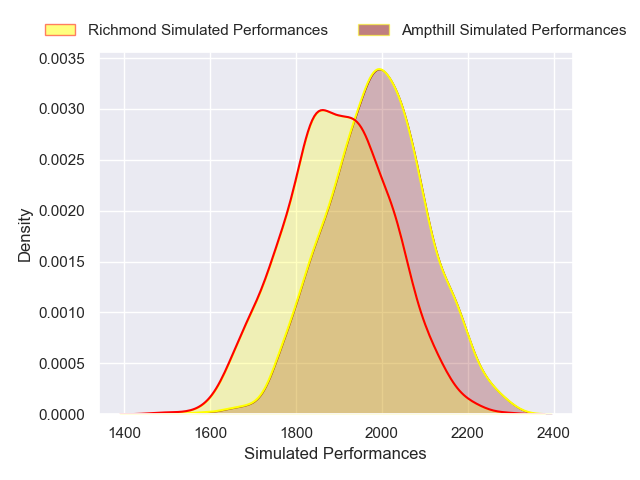 Richmond Simulated Performances Ampthill Simulated Performances
0.0035
0.0030
0.0025
0.0020
0.0015
0.0010
0.0005
0.0000
Density
1400 1600 1800 2000 2200 2400
Simulated Performances